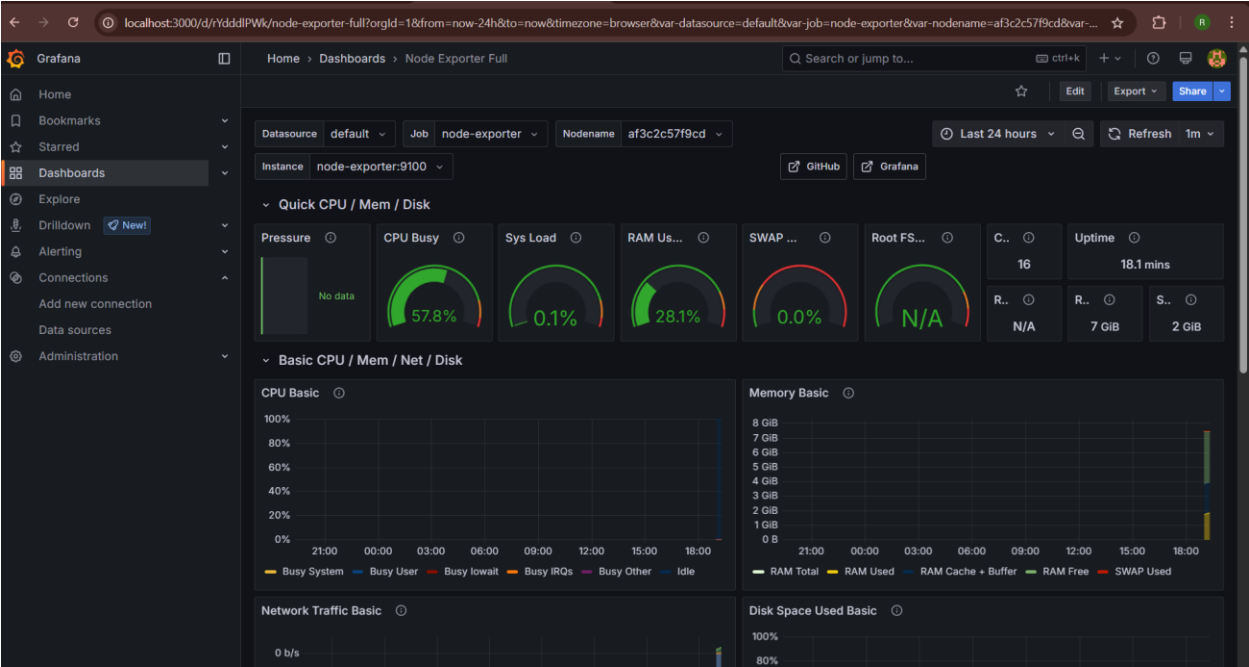 localhost:3000/d/rYdddlPWk/node-exporter-full?orgId=1&from=now-24h&to=now&timezone=browser&var-datasource=default&var-job=node-exporter&var-nodename=af3c2c57f9cd&var-... R
Grafana Home › Dashboards › Node Exporter Full Search or jump to... ctrl+k
Home
Edit Export Share
Bookmarks
Starred
Datasource default Job node-exporter Nodename af3c2c57f9cd Last 24 hours Refresh 1m
Dashboards
Instance node-exporter:9100 GitHub Grafana
Explore
Quick CPU / Mem / Disk
Drilldown New!
Alerting
Connections
Add new connection
Data sources
Administration
Pressure CPU Busy Sys Load RAM Us... SWAP ... Root FS... C.. Uptime
16 18.1 mins
No data 57.8% 0.1% 28.1% 0.0% N/A
R.. R.. S..
N/A 7 GiB 2 GiB
Basic CPU / Mem / Net / Disk
CPU Basic
100%
80%
60%
40%
20%
0%
21:00 00:00 03:00 06:00 09:00 12:00 15:00 18:00
Busy System Busy User Busy Iowait Busy IRQs Busy Other Idle
Memory Basic
8 GiB
7 GiB
6 GiB
5 GiB
4 GiB
3 GiB
2 GiB
1 GiB
0 B
21:00 00:00 03:00 06:00 09:00 12:00 15:00 18:00
RAM Total RAM Used RAM Cache + Buffer RAM Free SWAP Used
Network Traffic Basic
0 b/s
Disk Space Used Basic
100%
80%